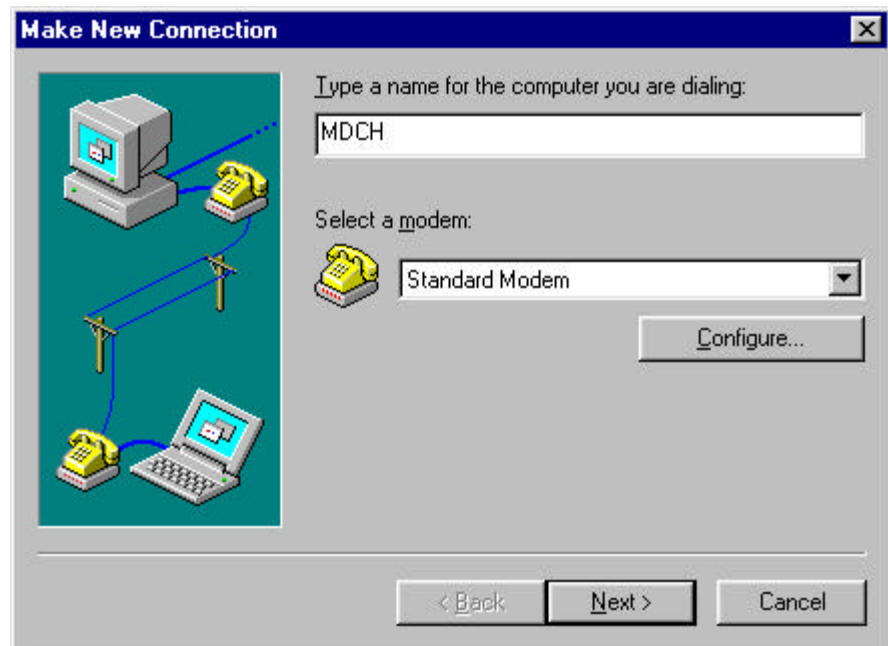 Make New Connection
Type a name for the computer you are dialing:
MDCH
Select a modem:
Standard Modem
Configure...
< Back Next > Cancel